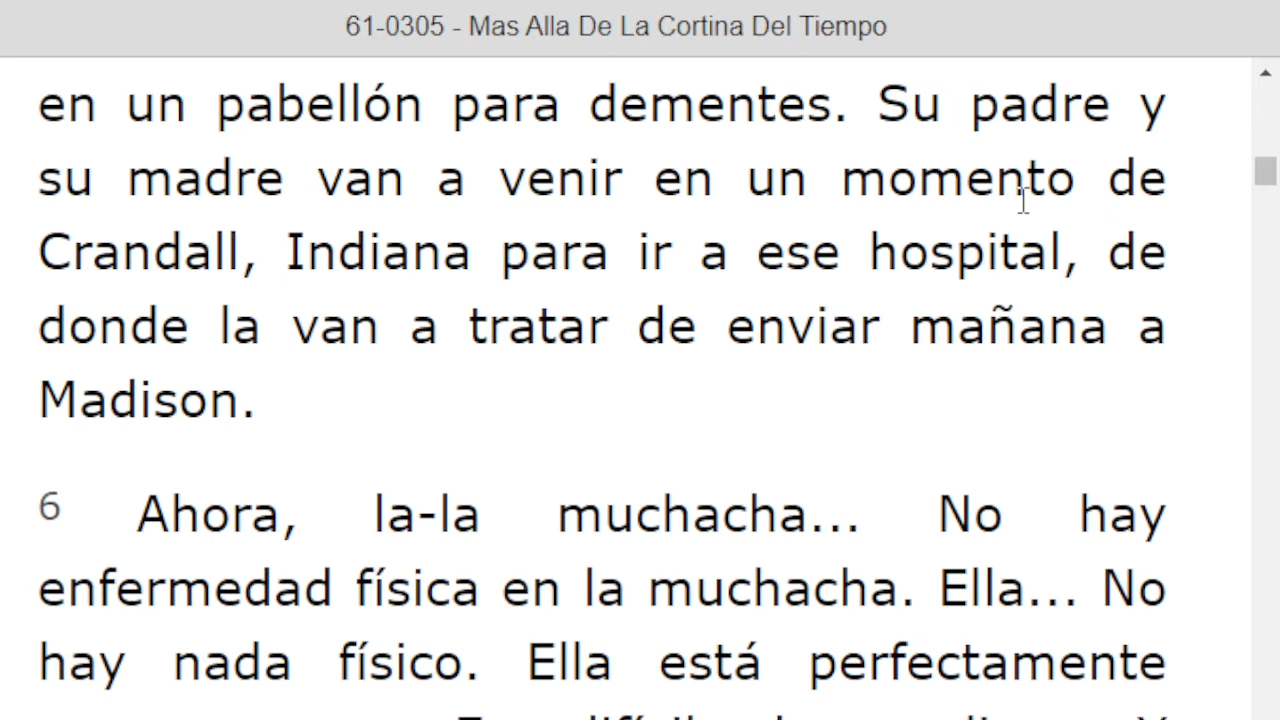 61-0305 - Mas Alla De La Cortina Del Tiempo
en un pabellón para dementes. Su padre y
su madre van a venir en un momento de
Crandall, Indiana para ir a ese hospital, de
donde la van a tratar de enviar mañana a
Madison.
6 Ahora, la-la muchacha... No hay
enfermedad física en la muchacha. Ella... No
hay nada físico. Ella está perfectamente